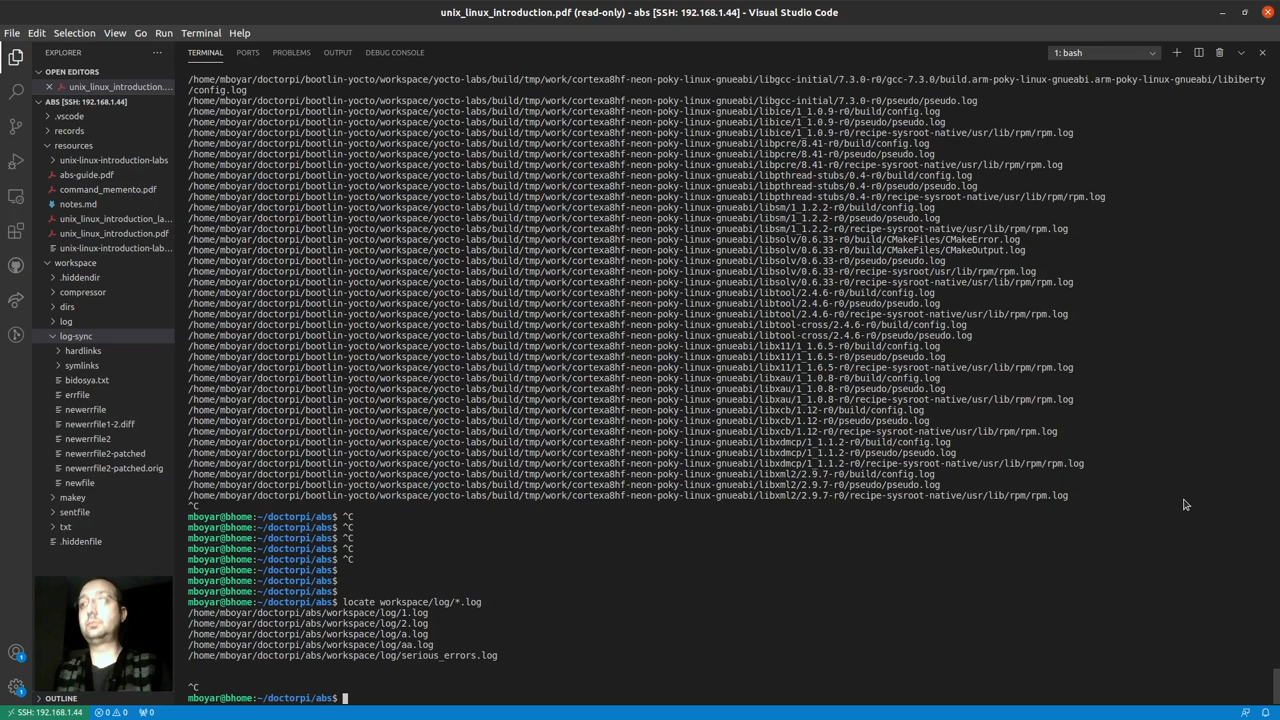 unix_linux_introduction.pdf (read-only) - abs [SSH: 192.168.1.44] - Visual Studio Code
File Edit Selection View Go Run Terminal Help
EXPLORER
OPEN EDITORS
unix_linux_introduction....
ABS [SSH: 192.168.1.44]
.vscode
records
resources
unix-linux-introduction-labs
abs-guide.pdf
command_memento.pdf
notes.md
unix_linux_introduction_la...
unix_linux_introduction.pdf
unix-linux-introduction-lab...
workspace
.hiddendir
compressor
dirs
log
log-sync
hardlinks
symlinks
bidosya.txt
errfile
newerrfile
newerrfile1-2.diff
newerrfile2
newerrfile2-patched
newerrfile2-patched.orig
newfile
makey
sentfile
txt
.hiddenfile
OUTLINE
TERMINAL PORTS PROBLEMS OUTPUT DEBUG CONSOLE 1: bash
/home/mboyar/doctorpi/bootlin-yocto/workspace/yocto-labs/build/tmp/work/cortexa8hf-neon-poky-linux-gnueabi/libgcc-initial/7.3.0-r0/gcc-7.3.0/build.arm-poky-linux-gnueabi.arm-poky-linux-gnueabi/libiberty
/config.log
/home/mboyar/doctorpi/bootlin-yocto/workspace/yocto-labs/build/tmp/work/cortexa8hf-neon-poky-linux-gnueabi/libgcc-initial/7.3.0-r0/pseudo/pseudo.log
/home/mboyar/doctorpi/bootlin-yocto/workspace/yocto-labs/build/tmp/work/cortexa8hf-neon-poky-linux-gnueabi/libice/1_1.0.9-r0/build/config.log
/home/mboyar/doctorpi/bootlin-yocto/workspace/yocto-labs/build/tmp/work/cortexa8hf-neon-poky-linux-gnueabi/libice/1_1.0.9-r0/pseudo/pseudo.log
/home/mboyar/doctorpi/bootlin-yocto/workspace/yocto-labs/build/tmp/work/cortexa8hf-neon-poky-linux-gnueabi/libice/1_1.0.9-r0/recipe-sysroot-native/usr/lib/rpm/rpm.log
/home/mboyar/doctorpi/bootlin-yocto/workspace/yocto-labs/build/tmp/work/cortexa8hf-neon-poky-linux-gnueabi/libpcre/8.41-r0/build/config.log
/home/mboyar/doctorpi/bootlin-yocto/workspace/yocto-labs/build/tmp/work/cortexa8hf-neon-poky-linux-gnueabi/libpcre/8.41-r0/pseudo/pseudo.log
/home/mboyar/doctorpi/bootlin-yocto/workspace/yocto-labs/build/tmp/work/cortexa8hf-neon-poky-linux-gnueabi/libpcre/8.41-r0/recipe-sysroot-native/usr/lib/rpm/rpm.log
/home/mboyar/doctorpi/bootlin-yocto/workspace/yocto-labs/build/tmp/work/cortexa8hf-neon-poky-linux-gnueabi/libpthread-stubs/0.4-r0/build/config.log
/home/mboyar/doctorpi/bootlin-yocto/workspace/yocto-labs/build/tmp/work/cortexa8hf-neon-poky-linux-gnueabi/libpthread-stubs/0.4-r0/pseudo/pseudo.log
/home/mboyar/doctorpi/bootlin-yocto/workspace/yocto-labs/build/tmp/work/cortexa8hf-neon-poky-linux-gnueabi/libpthread-stubs/0.4-r0/recipe-sysroot-native/usr/lib/rpm/rpm.log
/home/mboyar/doctorpi/bootlin-yocto/workspace/yocto-labs/build/tmp/work/cortexa8hf-neon-poky-linux-gnueabi/libsm/1_1.2.2-r0/build/config.log
/home/mboyar/doctorpi/bootlin-yocto/workspace/yocto-labs/build/tmp/work/cortexa8hf-neon-poky-linux-gnueabi/libsm/1_1.2.2-r0/pseudo/pseudo.log
/home/mboyar/doctorpi/bootlin-yocto/workspace/yocto-labs/build/tmp/work/cortexa8hf-neon-poky-linux-gnueabi/libsm/1_1.2.2-r0/recipe-sysroot-native/usr/lib/rpm/rpm.log
/home/mboyar/doctorpi/bootlin-yocto/workspace/yocto-labs/build/tmp/work/cortexa8hf-neon-poky-linux-gnueabi/libsolv/0.6.33-r0/build/CMakeFiles/CMakeError.log
/home/mboyar/doctorpi/bootlin-yocto/workspace/yocto-labs/build/tmp/work/cortexa8hf-neon-poky-linux-gnueabi/libsolv/0.6.33-r0/build/CMakeFiles/CMakeOutput.log
/home/mboyar/doctorpi/bootlin-yocto/workspace/yocto-labs/build/tmp/work/cortexa8hf-neon-poky-linux-gnueabi/libsolv/0.6.33-r0/pseudo/pseudo.log
/home/mboyar/doctorpi/bootlin-yocto/workspace/yocto-labs/build/tmp/work/cortexa8hf-neon-poky-linux-gnueabi/libsolv/0.6.33-r0/recipe-sysroot/usr/lib/rpm/rpm.log
/home/mboyar/doctorpi/bootlin-yocto/workspace/yocto-labs/build/tmp/work/cortexa8hf-neon-poky-linux-gnueabi/libsolv/0.6.33-r0/recipe-sysroot-native/usr/lib/rpm/rpm.log
/home/mboyar/doctorpi/bootlin-yocto/workspace/yocto-labs/build/tmp/work/cortexa8hf-neon-poky-linux-gnueabi/libtool/2.4.6-r0/build/config.log
/home/mboyar/doctorpi/bootlin-yocto/workspace/yocto-labs/build/tmp/work/cortexa8hf-neon-poky-linux-gnueabi/libtool/2.4.6-r0/pseudo/pseudo.log
/home/mboyar/doctorpi/bootlin-yocto/workspace/yocto-labs/build/tmp/work/cortexa8hf-neon-poky-linux-gnueabi/libtool/2.4.6-r0/recipe-sysroot-native/usr/lib/rpm/rpm.log
/home/mboyar/doctorpi/bootlin-yocto/workspace/yocto-labs/build/tmp/work/cortexa8hf-neon-poky-linux-gnueabi/libtool-cross/2.4.6-r0/build/config.log
/home/mboyar/doctorpi/bootlin-yocto/workspace/yocto-labs/build/tmp/work/cortexa8hf-neon-poky-linux-gnueabi/libtool-cross/2.4.6-r0/pseudo/pseudo.log
/home/mboyar/doctorpi/bootlin-yocto/workspace/yocto-labs/build/tmp/work/cortexa8hf-neon-poky-linux-gnueabi/libx11/1_1.6.5-r0/build/config.log
/home/mboyar/doctorpi/bootlin-yocto/workspace/yocto-labs/build/tmp/work/cortexa8hf-neon-poky-linux-gnueabi/libx11/1_1.6.5-r0/pseudo/pseudo.log
/home/mboyar/doctorpi/bootlin-yocto/workspace/yocto-labs/build/tmp/work/cortexa8hf-neon-poky-linux-gnueabi/libx11/1_1.6.5-r0/recipe-sysroot-native/usr/lib/rpm/rpm.log
/home/mboyar/doctorpi/bootlin-yocto/workspace/yocto-labs/build/tmp/work/cortexa8hf-neon-poky-linux-gnueabi/libxau/1_1.0.8-r0/build/config.log
/home/mboyar/doctorpi/bootlin-yocto/workspace/yocto-labs/build/tmp/work/cortexa8hf-neon-poky-linux-gnueabi/libxau/1_1.0.8-r0/pseudo/pseudo.log
/home/mboyar/doctorpi/bootlin-yocto/workspace/yocto-labs/build/tmp/work/cortexa8hf-neon-poky-linux-gnueabi/libxau/1_1.0.8-r0/recipe-sysroot-native/usr/lib/rpm/rpm.log
/home/mboyar/doctorpi/bootlin-yocto/workspace/yocto-labs/build/tmp/work/cortexa8hf-neon-poky-linux-gnueabi/libxcb/1.12-r0/build/config.log
/home/mboyar/doctorpi/bootlin-yocto/workspace/yocto-labs/build/tmp/work/cortexa8hf-neon-poky-linux-gnueabi/libxcb/1.12-r0/pseudo/pseudo.log
/home/mboyar/doctorpi/bootlin-yocto/workspace/yocto-labs/build/tmp/work/cortexa8hf-neon-poky-linux-gnueabi/libxcb/1.12-r0/recipe-sysroot-native/usr/lib/rpm/rpm.log
/home/mboyar/doctorpi/bootlin-yocto/workspace/yocto-labs/build/tmp/work/cortexa8hf-neon-poky-linux-gnueabi/libxdmcp/1_1.1.2-r0/build/config.log
/home/mboyar/doctorpi/bootlin-yocto/workspace/yocto-labs/build/tmp/work/cortexa8hf-neon-poky-linux-gnueabi/libxdmcp/1_1.1.2-r0/pseudo/pseudo.log
/home/mboyar/doctorpi/bootlin-yocto/workspace/yocto-labs/build/tmp/work/cortexa8hf-neon-poky-linux-gnueabi/libxdmcp/1_1.1.2-r0/recipe-sysroot-native/usr/lib/rpm/rpm.log
/home/mboyar/doctorpi/bootlin-yocto/workspace/yocto-labs/build/tmp/work/cortexa8hf-neon-poky-linux-gnueabi/libxml2/2.9.7-r0/build/config.log
/home/mboyar/doctorpi/bootlin-yocto/workspace/yocto-labs/build/tmp/work/cortexa8hf-neon-poky-linux-gnueabi/libxml2/2.9.7-r0/pseudo/pseudo.log
/home/mboyar/doctorpi/bootlin-yocto/workspace/yocto-labs/build/tmp/work/cortexa8hf-neon-poky-linux-gnueabi/libxml2/2.9.7-r0/recipe-sysroot-native/usr/lib/rpm/rpm.log
^C
mboyar@bhome:~/doctorpi/abs$ ^C
mboyar@bhome:~/doctorpi/abs$ ^C
mboyar@bhome:~/doctorpi/abs$ ^C
mboyar@bhome:~/doctorpi/abs$ ^C
mboyar@bhome:~/doctorpi/abs$ ^C
mboyar@bhome:~/doctorpi/abs$
mboyar@bhome:~/doctorpi/abs$
mboyar@bhome:~/doctorpi/abs$
mboyar@bhome:~/doctorpi/abs$ locate workspace/log/*.log
/home/mboyar/doctorpi/abs/workspace/log/1.log
/home/mboyar/doctorpi/abs/workspace/log/2.log
/home/mboyar/doctorpi/abs/workspace/log/a.log
/home/mboyar/doctorpi/abs/workspace/log/aa.log
/home/mboyar/doctorpi/abs/workspace/log/serious_errors.log
^C
mboyar@bhome:~/doctorpi/abs$
SSH: 192.168.1.44 0 0 0